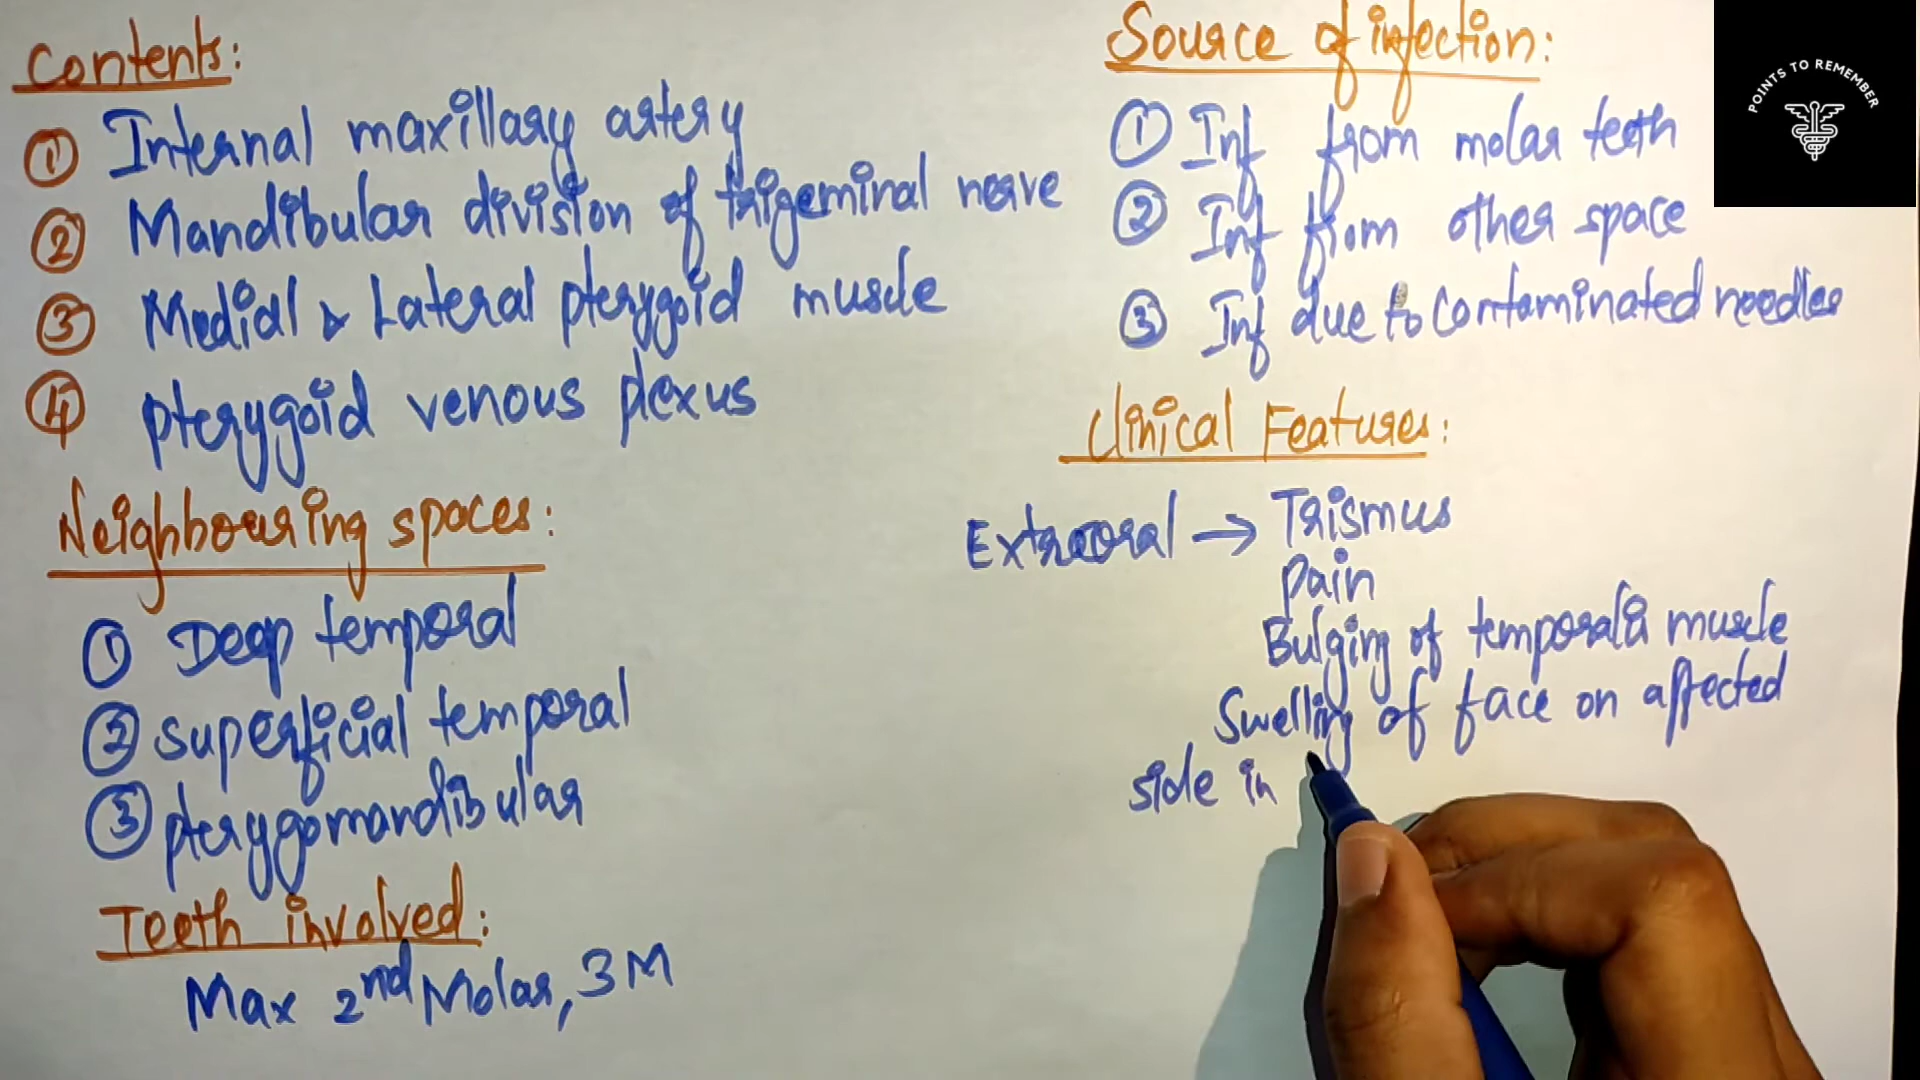 Contents:
① Internal maxillary artery
② Mandibular division of trigeminal nerve
③ Medial & Lateral pterygoid muscle
④ pterygoid venous plexus
Neighbouring spaces:
① Deep temporal
② superficial temporal
③ pterygomandibular
Teeth involved:
Max 2nd Molar, 3 M
Source of infection:
① Inf from molar teeth
② Inf from other space
③ Inf due to contaminated needles
Clinical Features:
Extraoral → Trismus
pain
Bulging of temporalis muscle
Swelling of face on affected
side in
POINTS TO REMEMBER